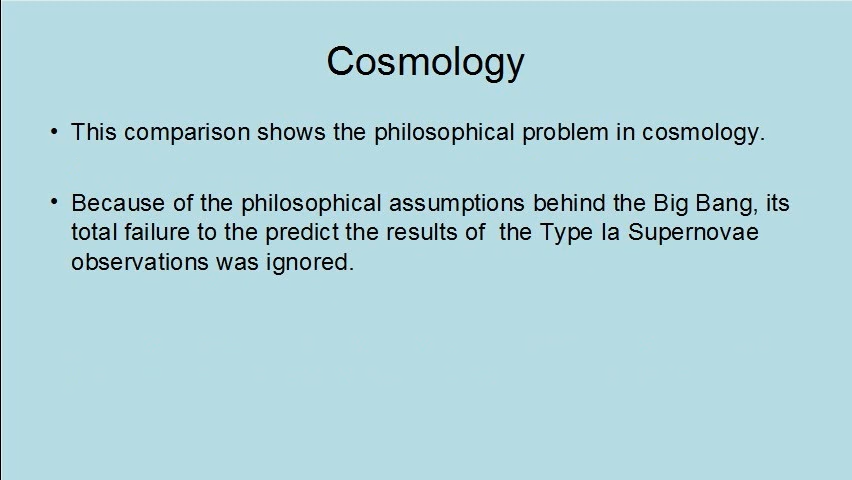 Cosmology
• This comparison shows the philosophical problem in cosmology.
• Because of the philosophical assumptions behind the Big Bang, its
total failure to the predict the results of  the Type Ia Supernovae
observations was ignored.